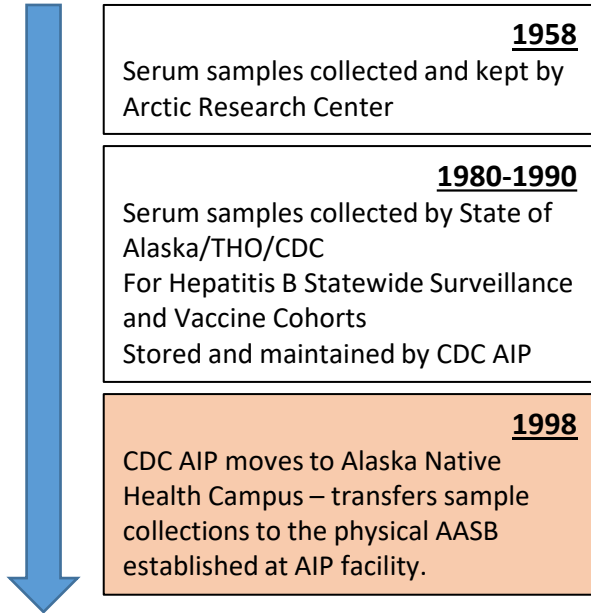 1958
Serum samples collected and kept by
Arctic Research Center
1980-1990
Serum samples collected by State of
Alaska/THO/CDC
For Hepatitis B Statewide Surveillance
and Vaccine Cohorts
Stored and maintained by CDC AIP
1998
CDC AIP moves to Alaska Native
Health Campus – transfers sample
collections to the physical AASB
established at AIP facility.